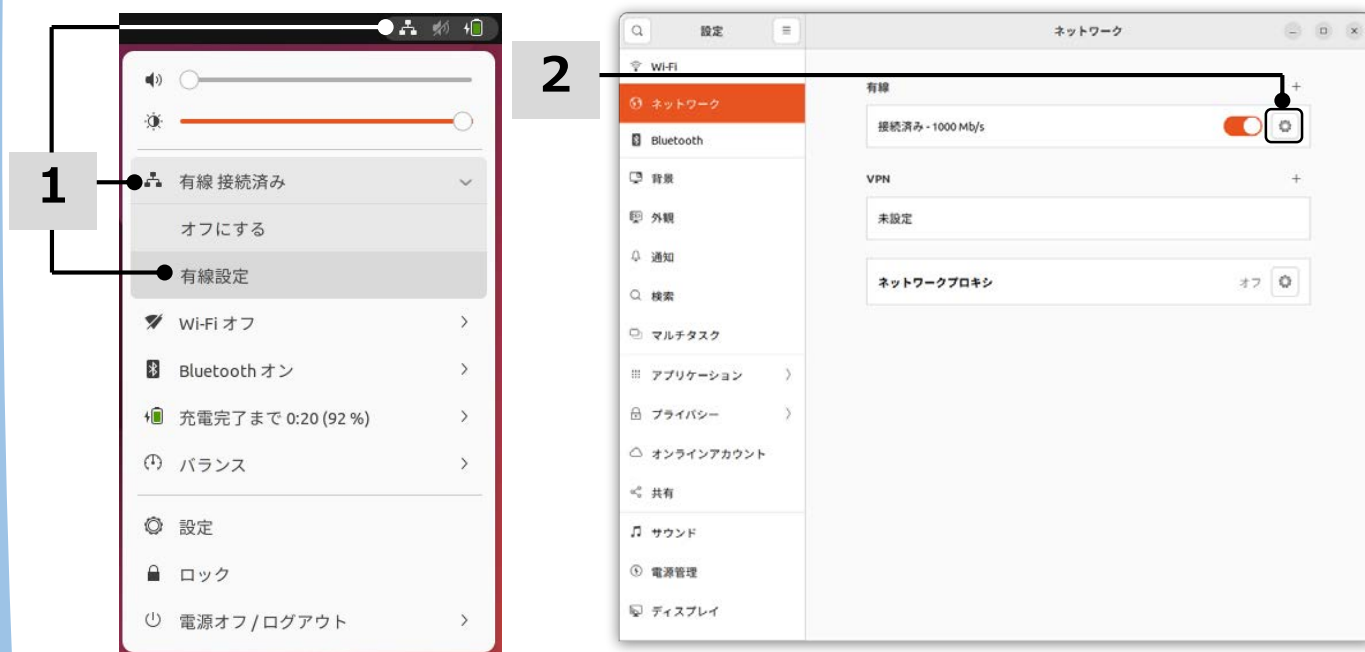 1
有線 接続済み
オフにする
有線設定
Wi-Fi オフ
Bluetooth オン
充電完了まで 0:20 (92 %)
バランス
設定
ロック
電源オフ / ログアウト
2
設定
ネットワーク
Wi-Fi
ネットワーク
Bluetooth
背景
外観
通知
検索
マルチタスク
アプリケーション
プライバシー
オンラインアカウント
共有
サウンド
電源管理
ディスプレイ
有線
接続済み - 1000 Mb/s
VPN
未設定
ネットワークプロキシ
オフ